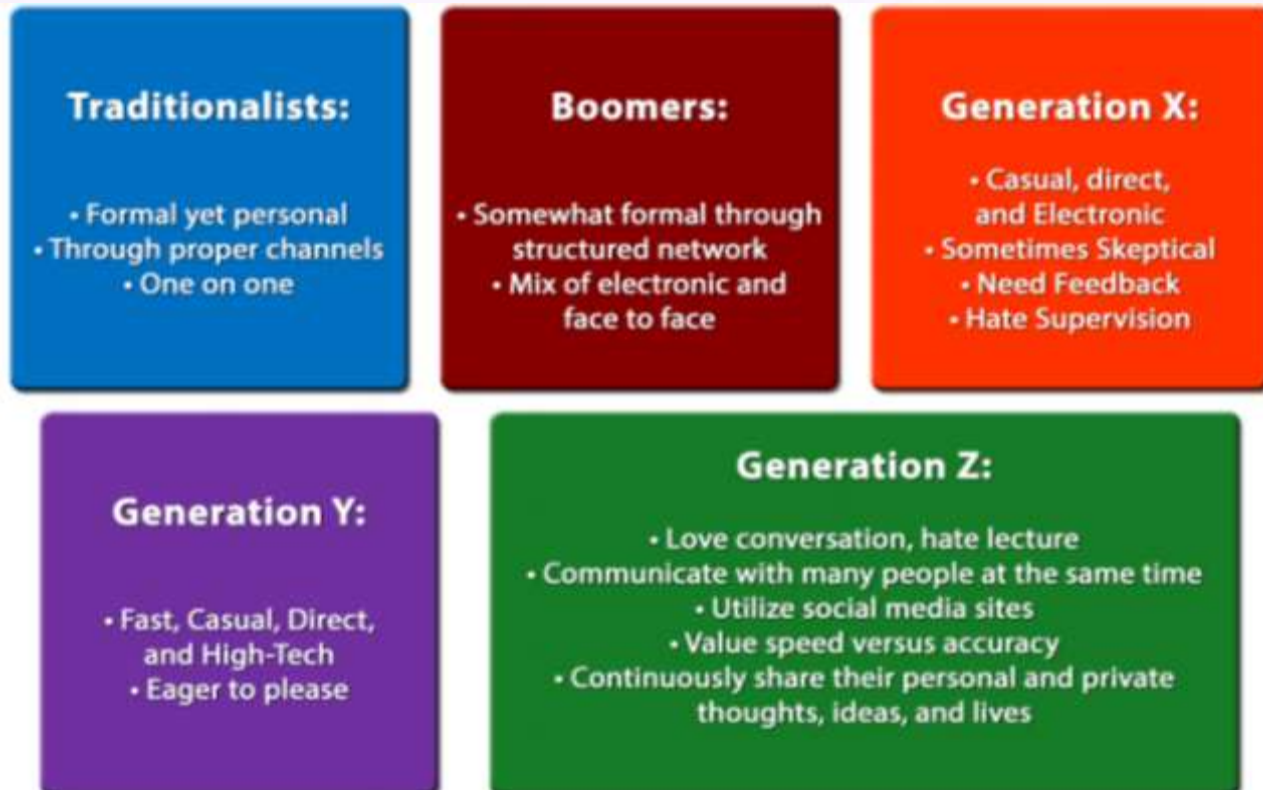 Traditionalists:
• Formal yet personal
• Through proper channels
• One on one
Boomers:
• Somewhat formal through
structured network
• Mix of electronic and
face to face
Generation X:
• Casual, direct,
and Electronic
• Sometimes Skeptical
• Need Feedback
• Hate Supervision
Generation Y:
• Fast, Casual, Direct,
and High-Tech
• Eager to please
Generation Z:
• Love conversation, hate lecture
• Communicate with many people at the same time
• Utilize social media sites
• Value speed versus accuracy
• Continuously share their personal and private
thoughts, ideas, and lives